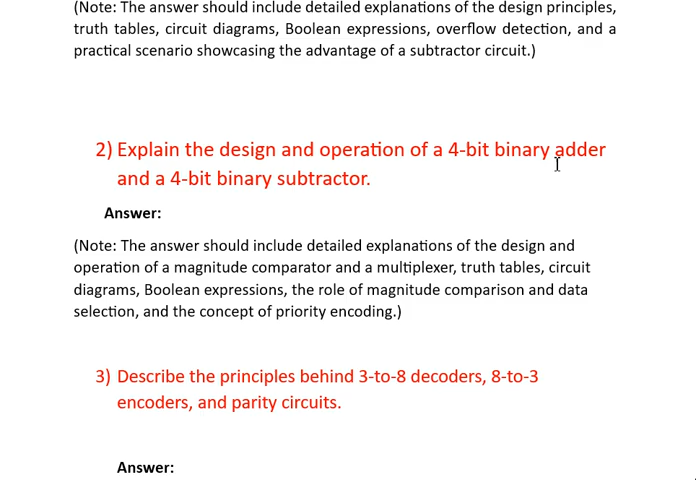 (Note: The answer should include detailed explanations of the design principles,
truth tables, circuit diagrams, Boolean expressions, overflow detection, and a
practical scenario showcasing the advantage of a subtractor circuit.)
2) Explain the design and operation of a 4-bit binary adder
and a 4-bit binary subtractor.
Answer:
(Note: The answer should include detailed explanations of the design and
operation of a magnitude comparator and a multiplexer, truth tables, circuit
diagrams, Boolean expressions, the role of magnitude comparison and data
selection, and the concept of priority encoding.)
3) Describe the principles behind 3-to-8 decoders, 8-to-3
encoders, and parity circuits.
Answer: